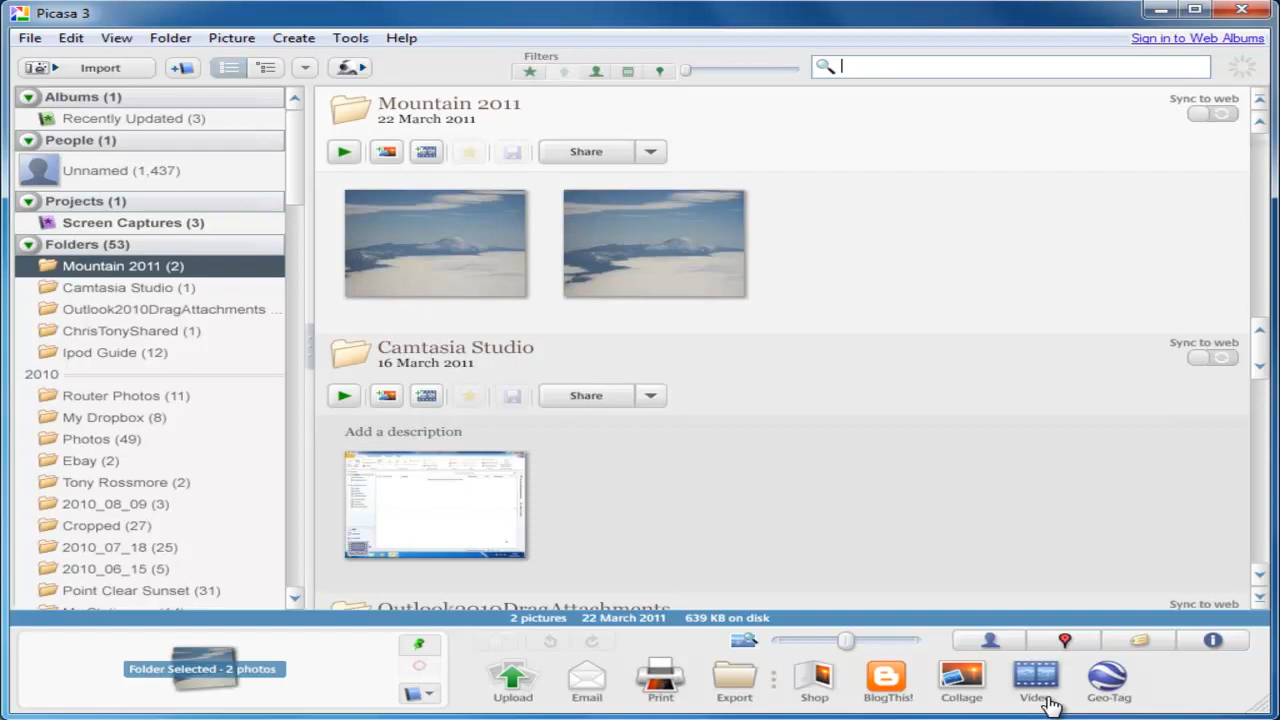 Picasa 3
File Edit View Folder Picture Create Tools Help Sign in to Web Albums
Import Filters
Albums (1)
Recently Updated (3)
People (1)
Unnamed (1,437)
Projects (1)
Screen Captures (3)
Folders (53)
Mountain 2011 (2)
Camtasia Studio (1)
Outlook2010DragAttachments ...
ChrisTonyShared (1)
Ipod Guide (12)
2010
Router Photos (11)
My Dropbox (8)
Photos (49)
Ebay (2)
Tony Rossmore (2)
2010_08_09 (3)
Cropped (27)
2010_07_18 (25)
2010_06_15 (5)
Point Clear Sunset (31)
Mountain 2011
22 March 2011
Sync to web
Share
Camtasia Studio
16 March 2011
Sync to web
Share
Add a description
Outlook2010DragAttachments
Sync to web
2 pictures 22 March 2011 639 KB on disk
Folder Selected - 2 photos
Upload Email Print Export Shop BlogThis! Collage Video Geo-Tag